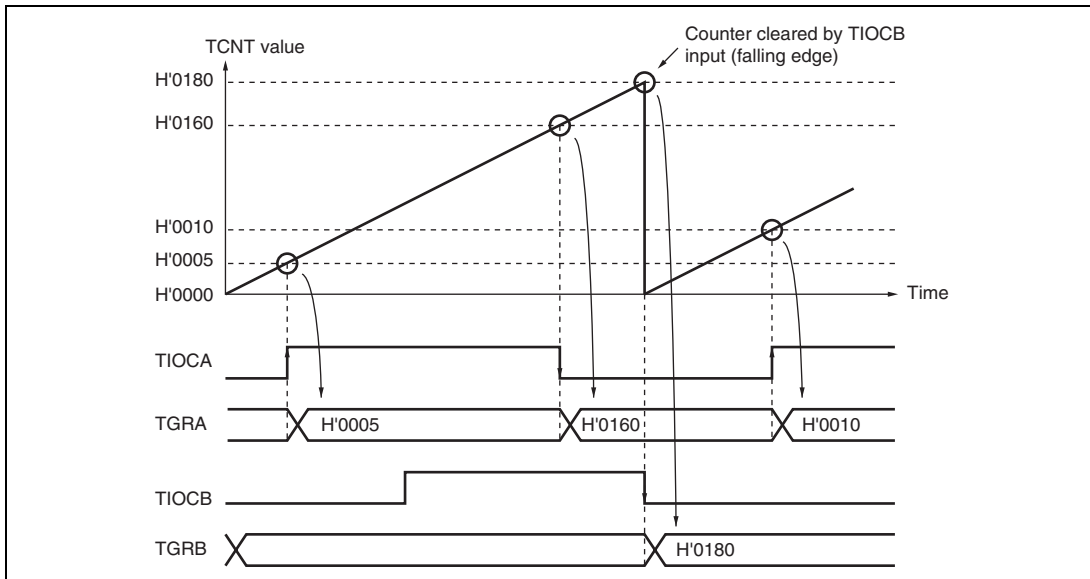 Counter cleared by TIOCB
input (falling edge)
TCNT value
H'0180
H'0160
H'0010
H'0005
H'0000
Time
TIOCA
TGRA
H'0005
H'0160
H'0010
TIOCB
TGRB
H'0180